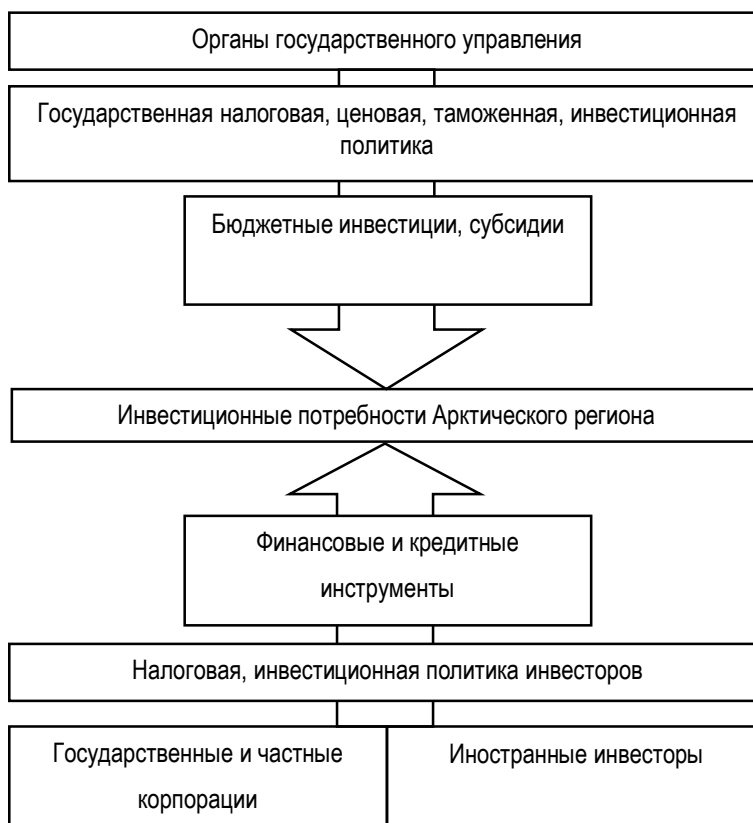 Органы государственного управления
Государственная налоговая, ценовая, таможенная, инвестиционная
политика
Бюджетные инвестиции, субсидии
Инвестиционные потребности Арктического региона
Финансовые и кредитные
инструменты
Налоговая, инвестиционная политика инвесторов
Государственные и частные
корпорации
Иностранные инвесторы